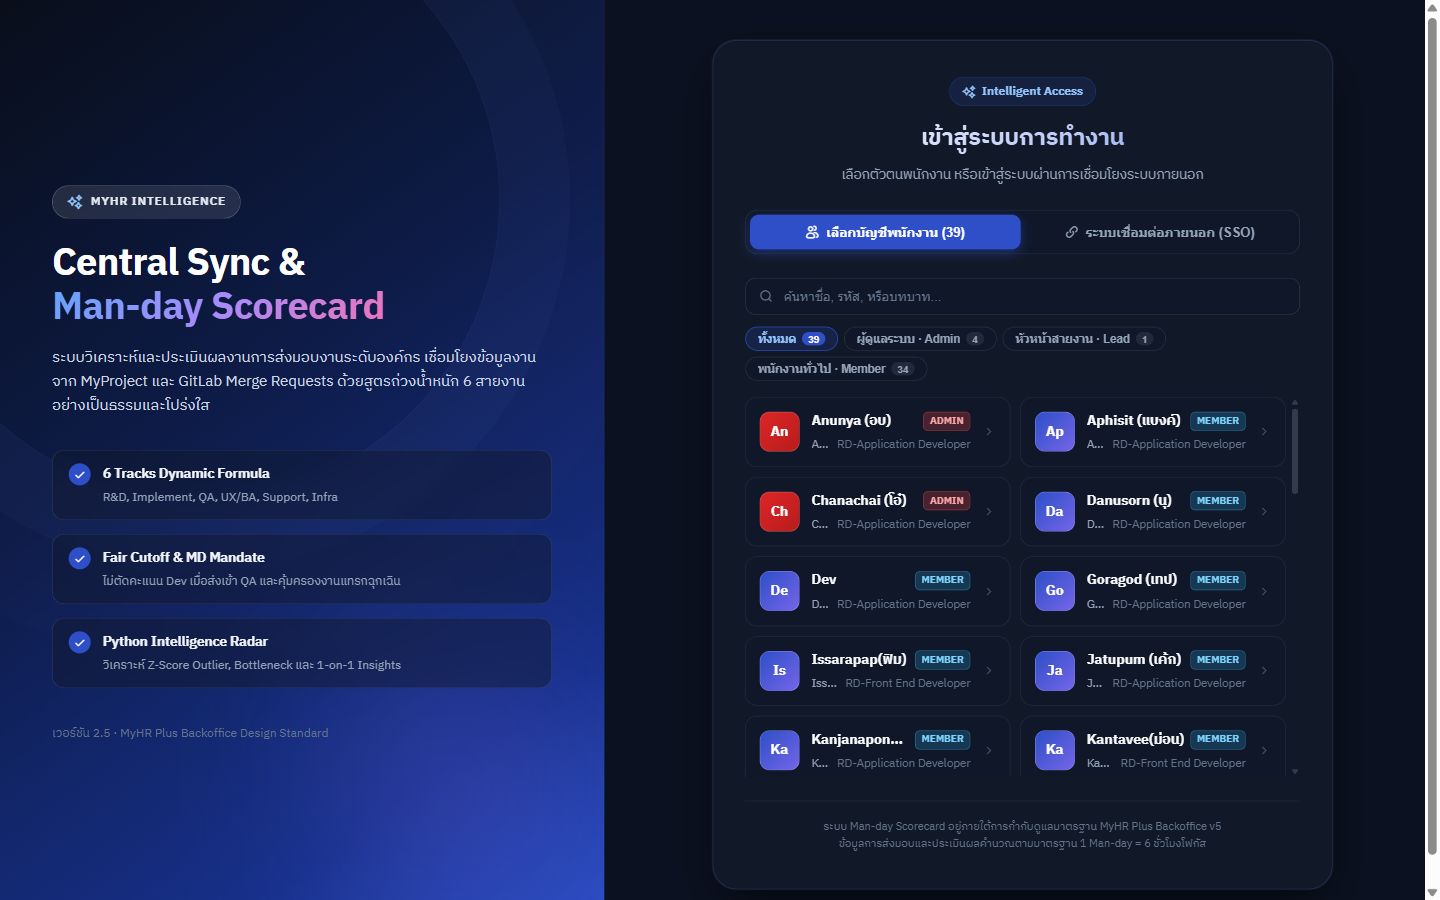 MYHR INTELLIGENCE
Central Sync &
Man-day Scorecard
ระบบวิเคราะห์และประเมินผลงานการส่งมอบงานระดับองค์กร เชื่อมโยงข้อมูลงาน
จาก MyProject และ GitLab Merge Requests ด้วยสูตรถ่วงน้ำหนัก 6 สายงาน
อย่างเป็นธรรมและโปร่งใส
6 Tracks Dynamic Formula
R&D, Implement, QA, UX/BA, Support, Infra
Fair Cutoff & MD Mandate
ไม่ตัดคะแนน Dev เมื่อส่งเข้า QA และคุ้มครองงานแทรกฉุกเฉิน
Python Intelligence Radar
วิเคราะห์ Z-Score Outlier, Bottleneck และ 1-on-1 Insights
เวอร์ชัน 2.5 · MyHR Plus Backoffice Design Standard
Intelligent Access
เข้าสู่ระบบการทำงาน
เลือกตัวตนพนักงาน หรือเข้าสู่ระบบผ่านการเชื่อมโยงระบบภายนอก
เลือกบัญชีพนักงาน (39)
ระบบเชื่อมต่อภายนอก (SSO)
ค้นหาชื่อ, รหัส, หรือบทบาท...
ทั้งหมด 39
ผู้ดูแลระบบ · Admin 4
หัวหน้าสายงาน · Lead 1
พนักงานทั่วไป · Member 34
An Anunya (อบ) ADMIN
A... RD-Application Developer
Ap Aphisit (แบงค์) MEMBER
A... RD-Application Developer
Ch Chanachai (โอ๋) ADMIN
C... RD-Application Developer
Da Danusorn (นุ) MEMBER
D... RD-Application Developer
De Dev MEMBER
D... RD-Application Developer
Go Goragod (เทป) MEMBER
G... RD-Application Developer
Is Issarapap(ฟิม) MEMBER
Iss... RD-Front End Developer
Ja Jatupum (เค้ก) MEMBER
J... RD-Application Developer
Ka Kanjanapon... MEMBER
K... RD-Application Developer
Ka Kantavee(ม่อน) MEMBER
Ka... RD-Front End Developer
ระบบ Man-day Scorecard อยู่ภายใต้การกำกับดูแลมาตรฐาน MyHR Plus Backoffice v5
ข้อมูลการส่งมอบและประเมินผลคำนวณตามมาตรฐาน 1 Man-day = 6 ชั่วโมงโฟกัส